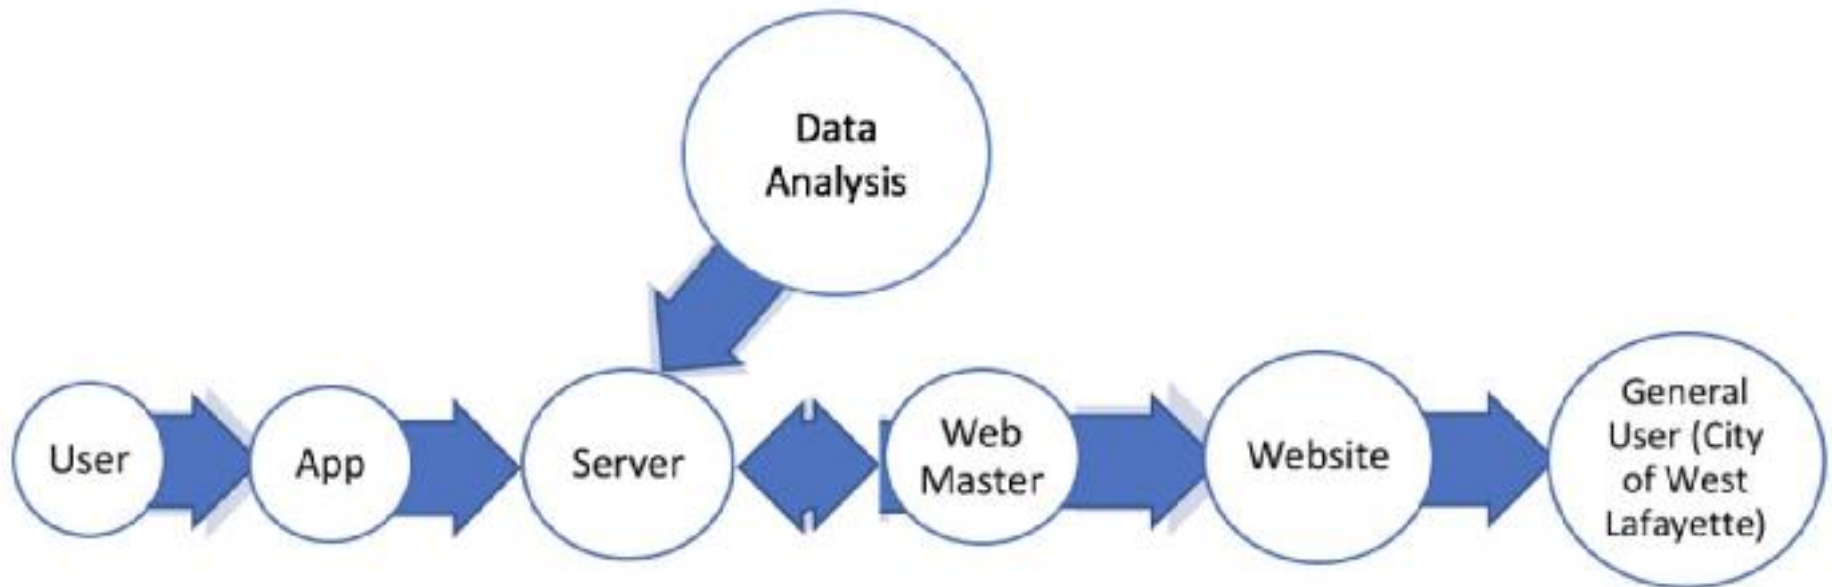 Data
Analysis
User
App
Server
Web
Master
Website
General
User (City
of West
Lafayette)